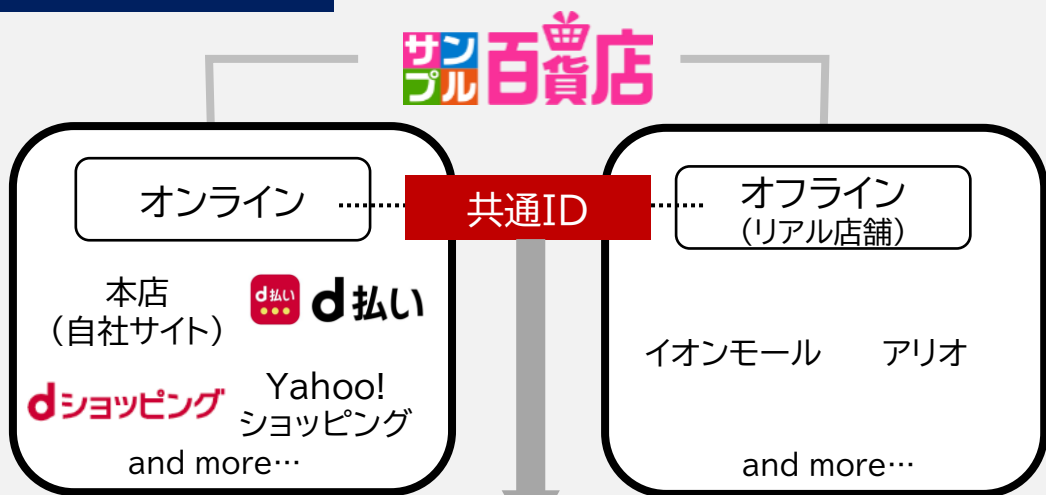 サンプル百貨店
オンライン
共通ID
オフライン
(リアル店舗)
本店
(自社サイト)
d払い
d払い
dショッピング
Yahoo!
ショッピング
and more…
イオンモール
アリオ
and more…